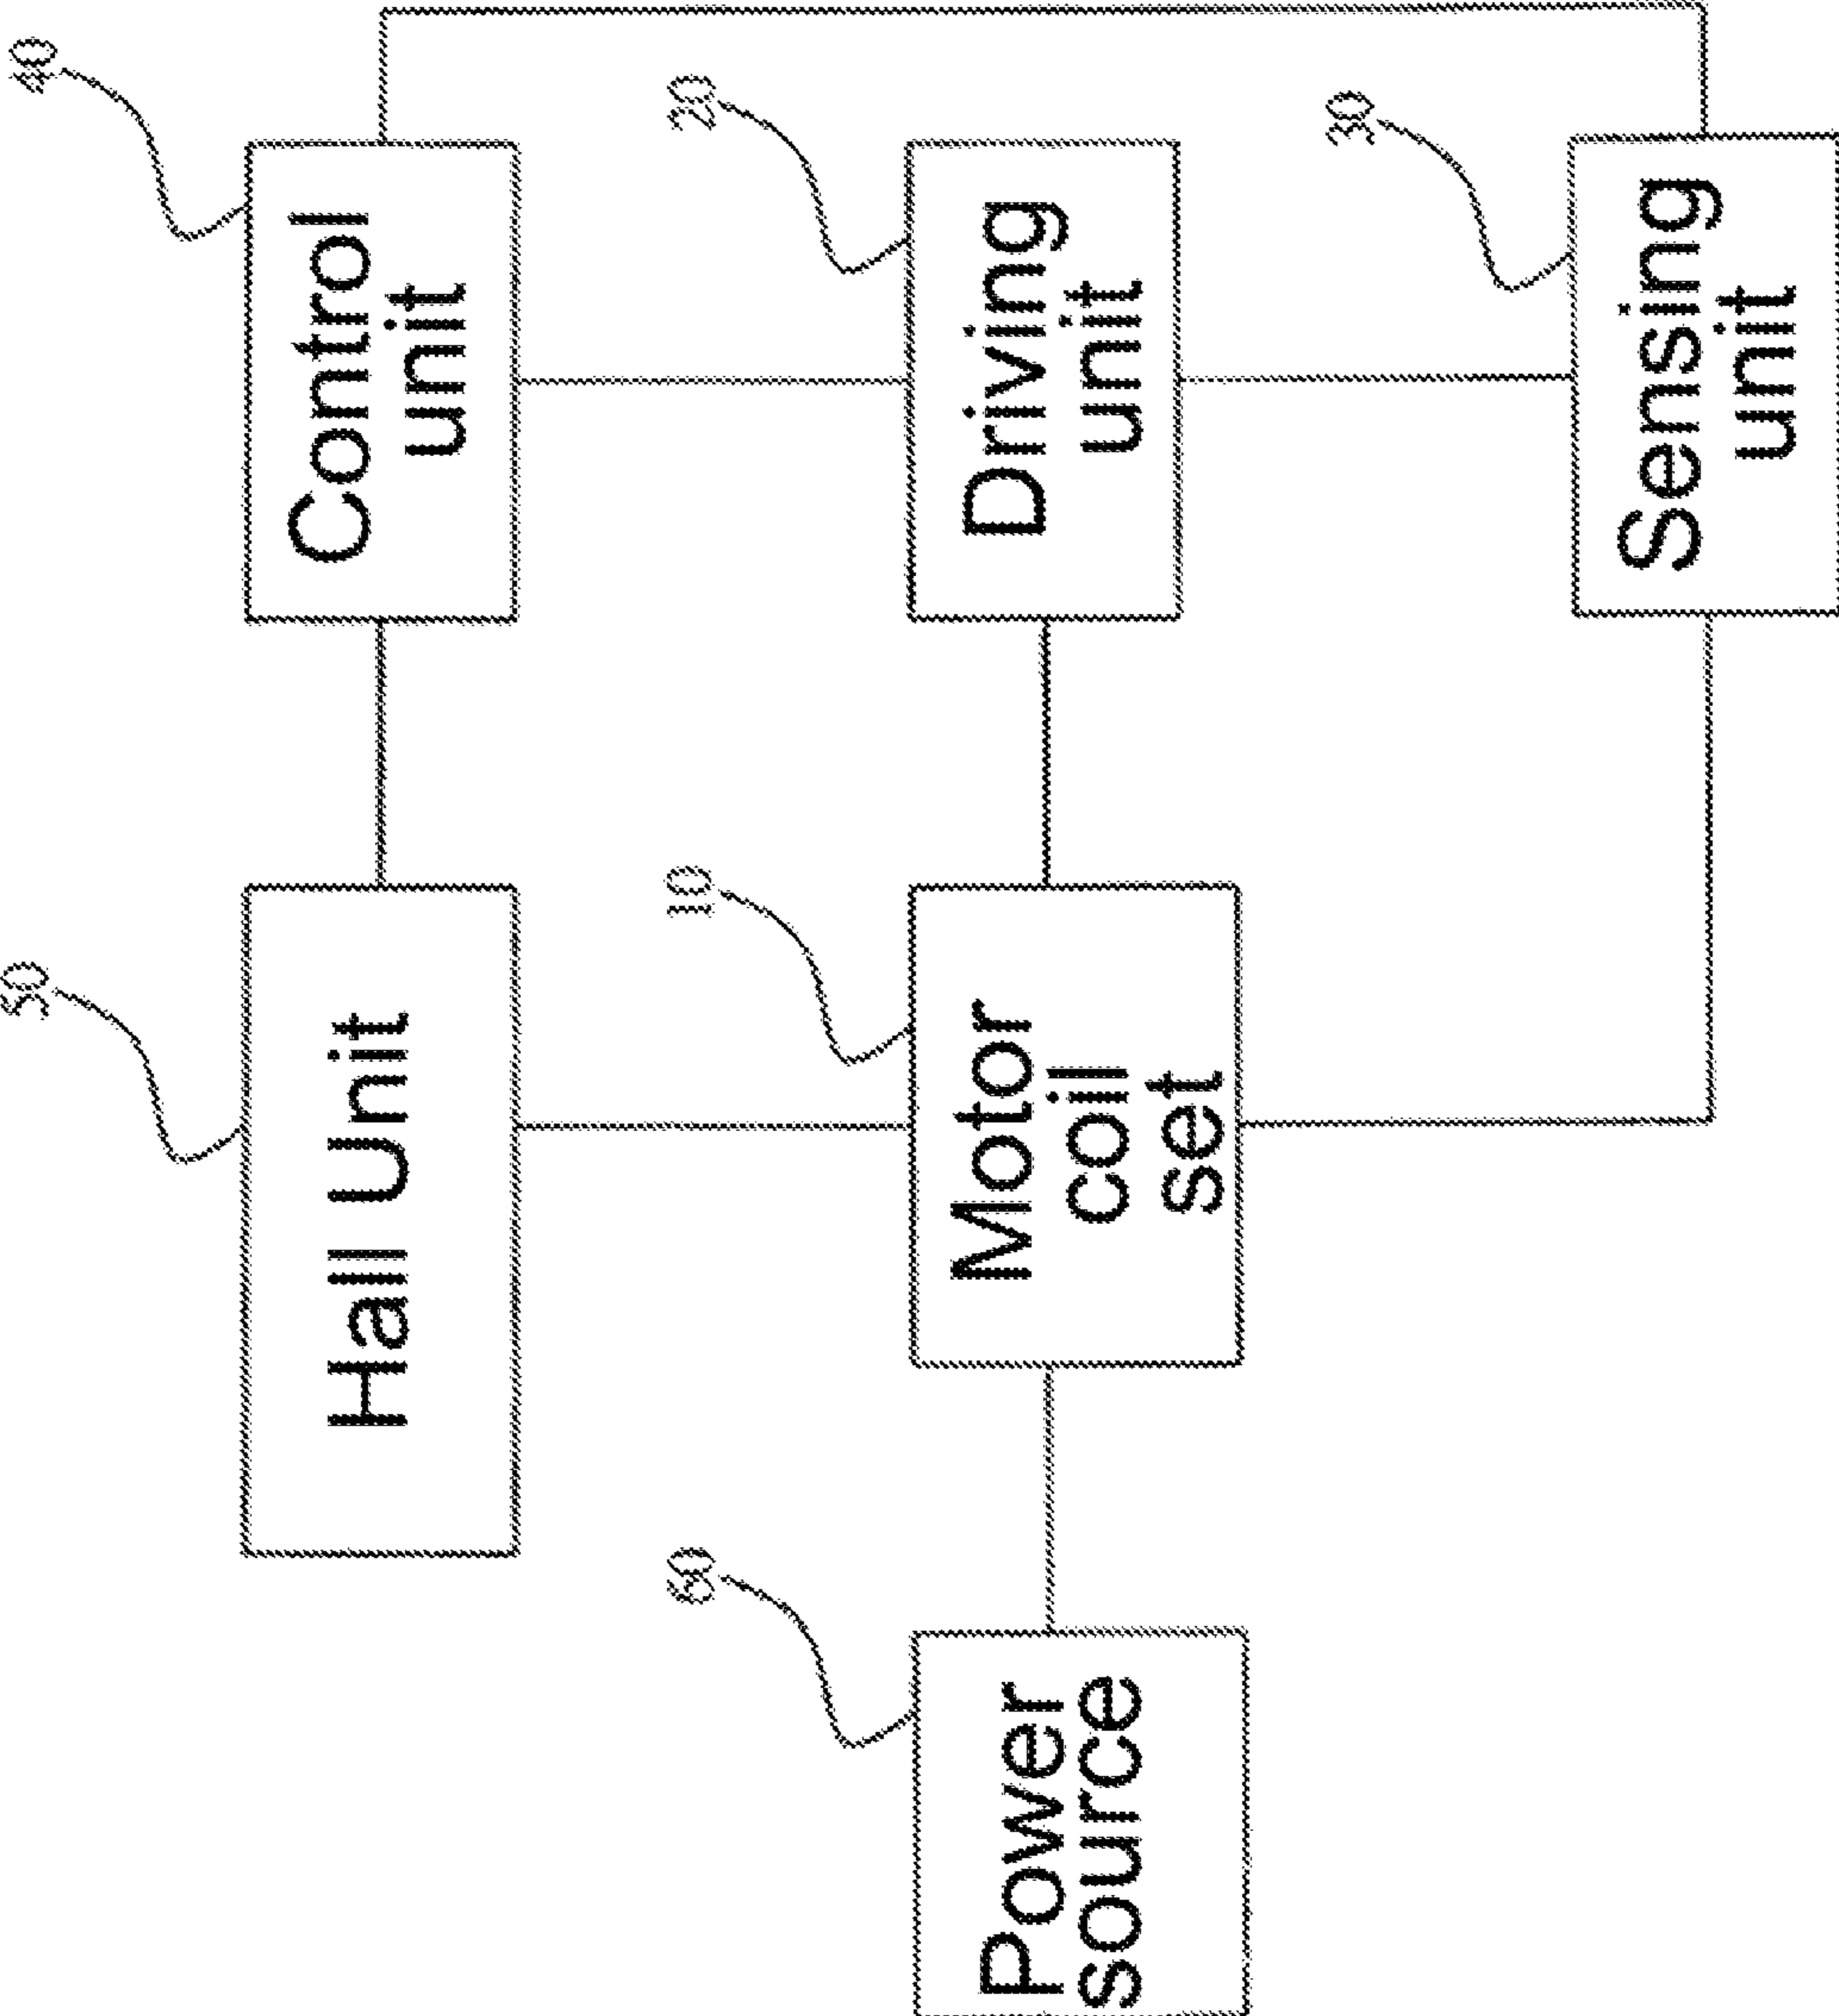 50
Hall Unit
40
Control
unit
60
Power
source
10
Motor
coil
set
20
Driving
unit
30
Sensing
unit